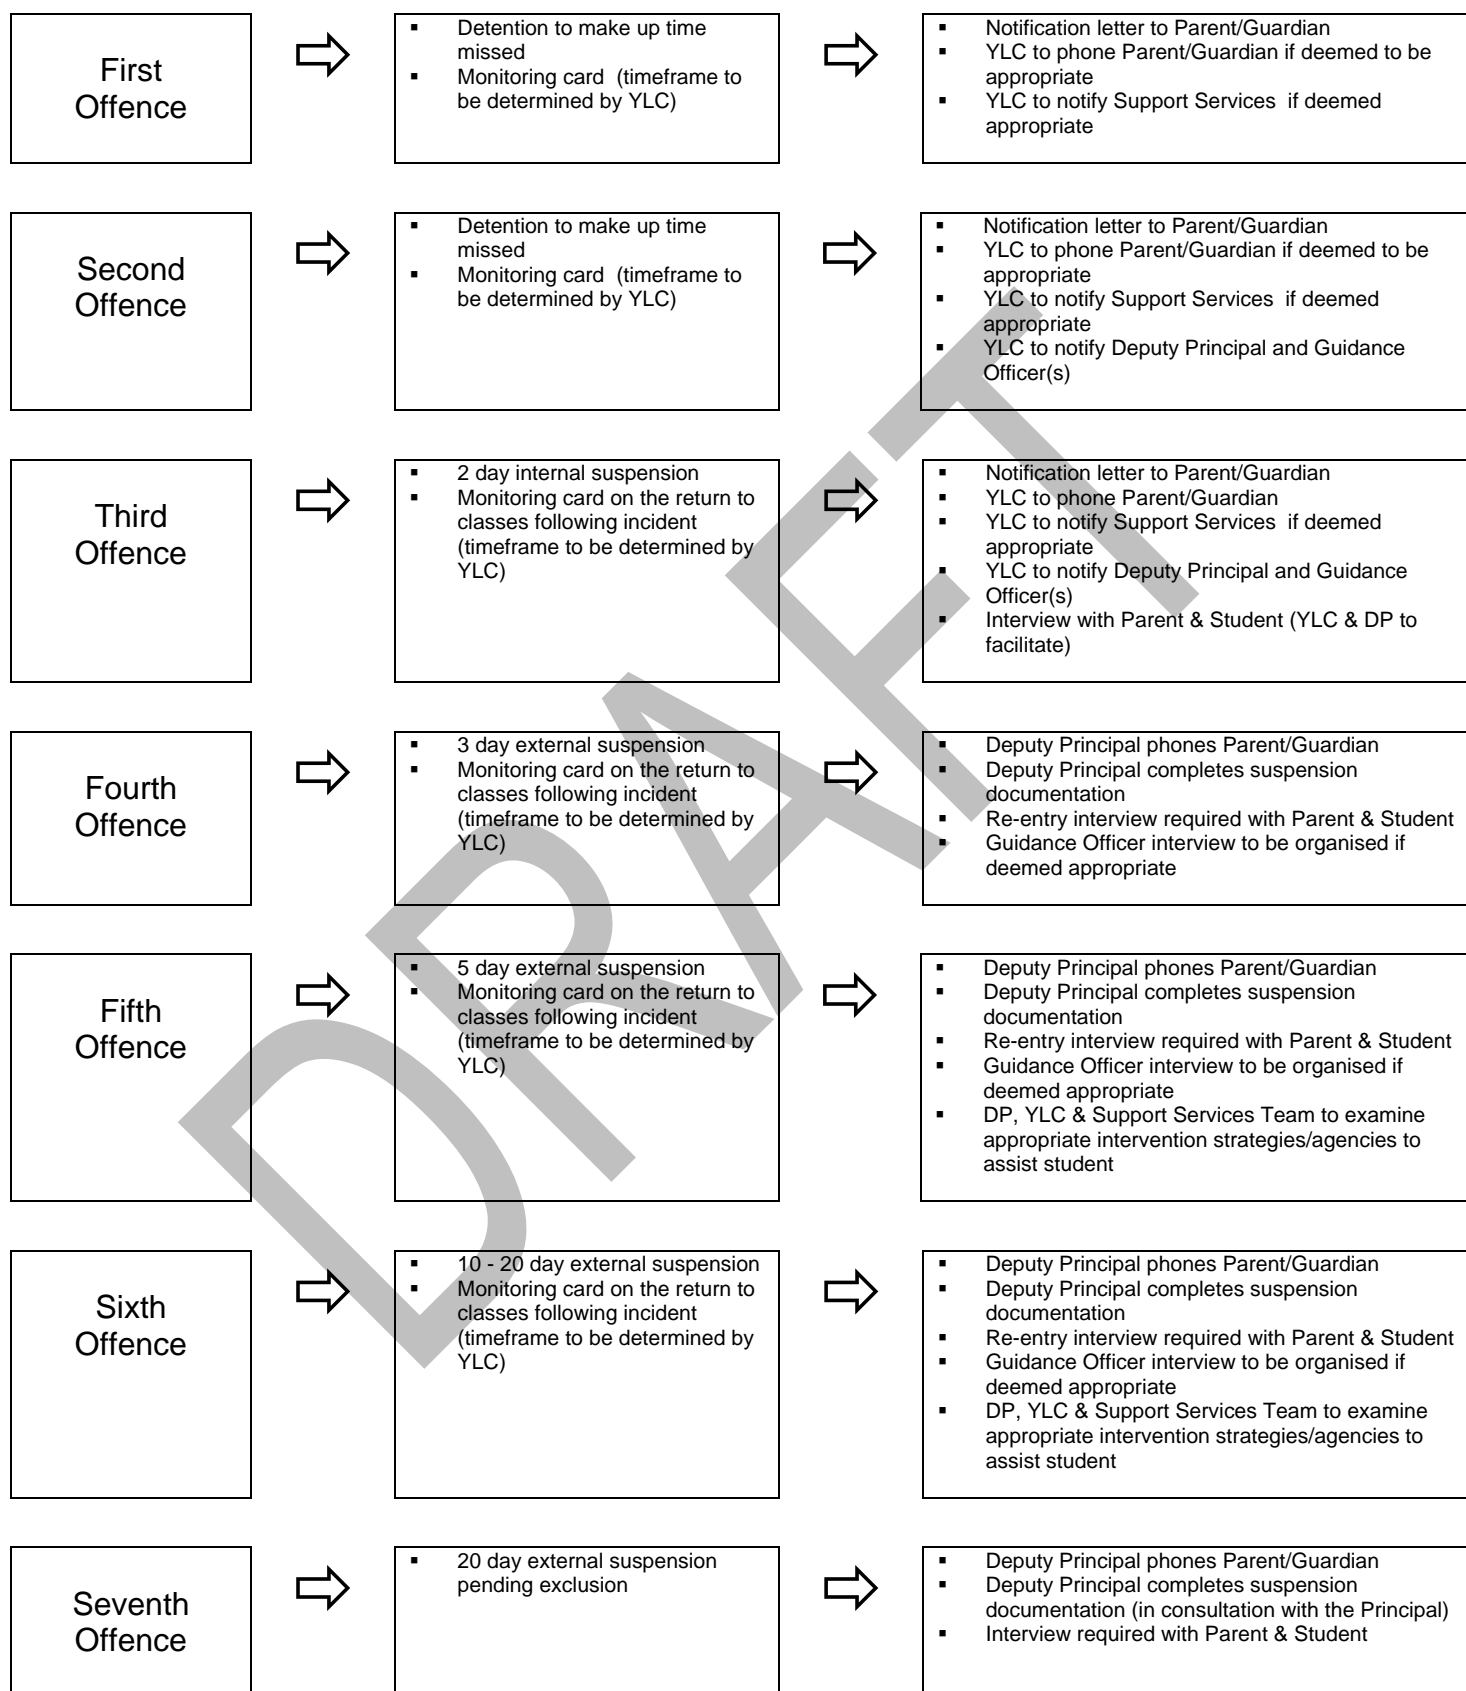 First
Offence
▪ Detention to make up time
missed
▪ Monitoring card (timeframe to
be determined by YLC)
▪ Notification letter to Parent/Guardian
▪ YLC to phone Parent/Guardian if deemed to be
appropriate
▪ YLC to notify Support Services if deemed
appropriate
Second
Offence
▪ Detention to make up time
missed
▪ Monitoring card (timeframe to
be determined by YLC)
▪ Notification letter to Parent/Guardian
▪ YLC to phone Parent/Guardian if deemed to be
appropriate
▪ YLC to notify Support Services if deemed
appropriate
▪ YLC to notify Deputy Principal and Guidance
Officer(s)
Third
Offence
▪ 2 day internal suspension
▪ Monitoring card on the return to
classes following incident
(timeframe to be determined by
YLC)
▪ Notification letter to Parent/Guardian
▪ YLC to phone Parent/Guardian
▪ YLC to notify Support Services if deemed
appropriate
▪ YLC to notify Deputy Principal and Guidance
Officer(s)
▪ Interview with Parent & Student (YLC & DP to
facilitate)
Fourth
Offence
▪ 3 day external suspension
▪ Monitoring card on the return to
classes following incident
(timeframe to be determined by
YLC)
▪ Deputy Principal phones Parent/Guardian
▪ Deputy Principal completes suspension
documentation
▪ Re-entry interview required with Parent & Student
▪ Guidance Officer interview to be organised if
deemed appropriate
Fifth
Offence
▪ 5 day external suspension
▪ Monitoring card on the return to
classes following incident
(timeframe to be determined by
YLC)
▪ Deputy Principal phones Parent/Guardian
▪ Deputy Principal completes suspension
documentation
▪ Re-entry interview required with Parent & Student
▪ Guidance Officer interview to be organised if
deemed appropriate
▪ DP, YLC & Support Services Team to examine
appropriate intervention strategies/agencies to
assist student
Sixth
Offence
▪ 10 - 20 day external suspension
▪ Monitoring card on the return to
classes following incident
(timeframe to be determined by
YLC)
▪ Deputy Principal phones Parent/Guardian
▪ Deputy Principal completes suspension
documentation
▪ Re-entry interview required with Parent & Student
▪ Guidance Officer interview to be organised if
deemed appropriate
▪ DP, YLC & Support Services Team to examine
appropriate intervention strategies/agencies to
assist student
Seventh
Offence
▪ 20 day external suspension
pending exclusion
▪ Deputy Principal phones Parent/Guardian
▪ Deputy Principal completes suspension
documentation (in consultation with the Principal)
▪ Interview required with Parent & Student
DRAFT